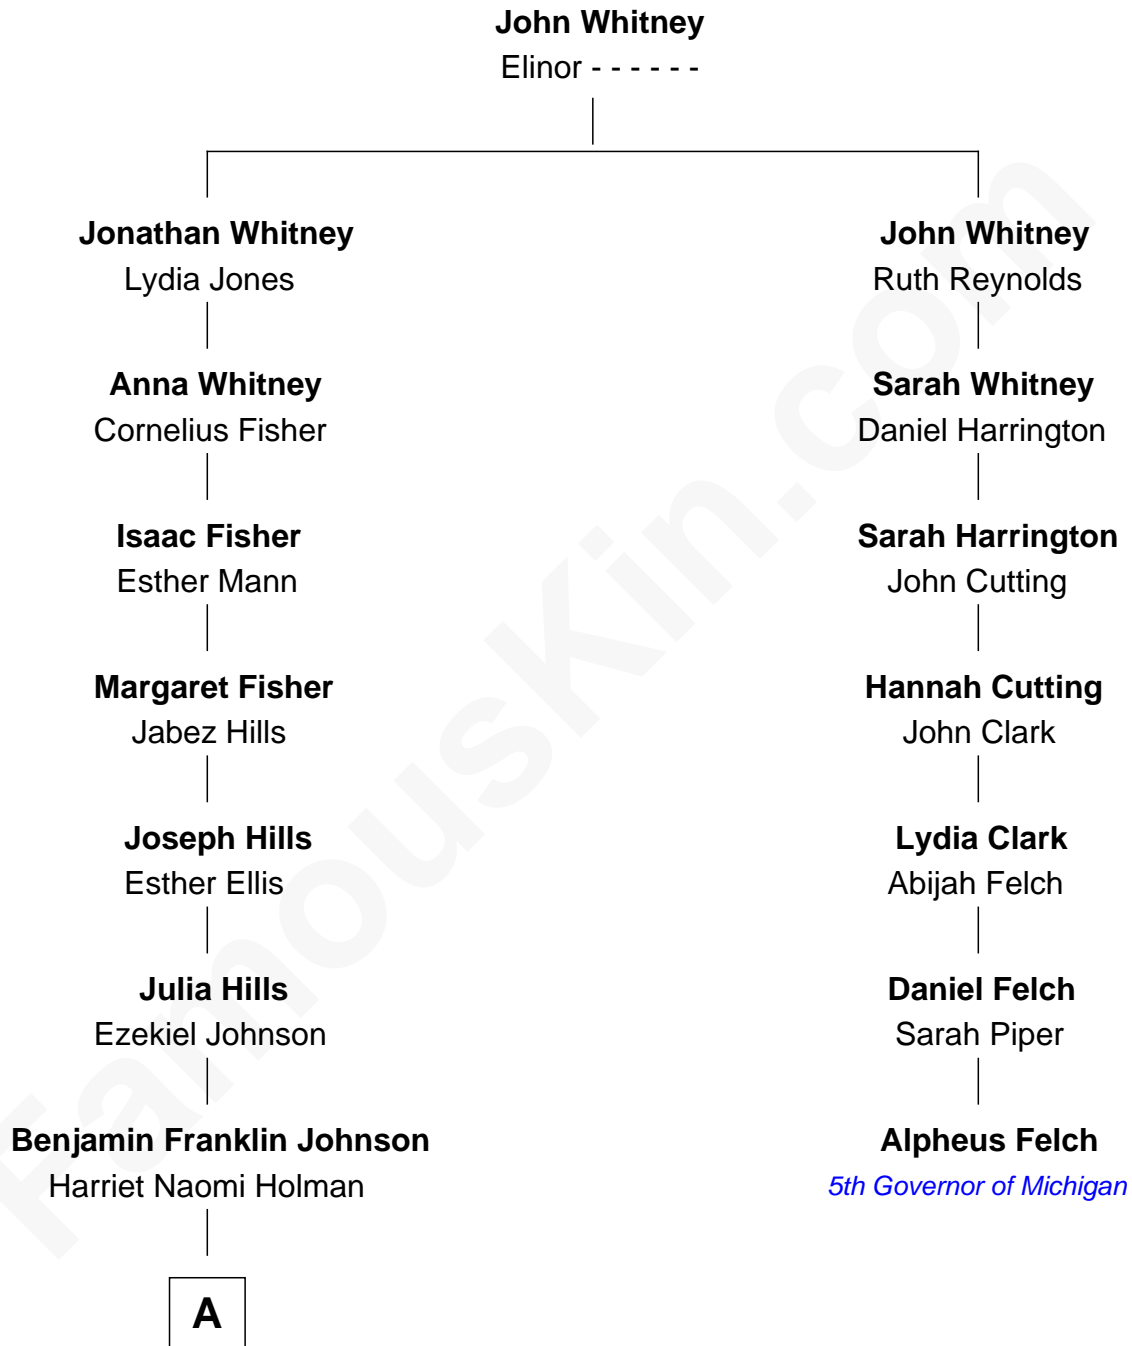 John Whitney
Elinor - - - - - -
Jonathan Whitney
Lydia Jones
John Whitney
Ruth Reynolds
Anna Whitney
Cornelius Fisher
Sarah Whitney
Daniel Harrington
Isaac Fisher
Esther Mann
Sarah Harrington
John Cutting
Margaret Fisher
Jabez Hills
Hannah Cutting
John Clark
Joseph Hills
Esther Ellis
Lydia Clark
Abijah Felch
Julia Hills
Ezekiel Johnson
Daniel Felch
Sarah Piper
Benjamin Franklin Johnson
Harriet Naomi Holman
Alpheus Felch
5th Governor of Michigan
A
FamousKin.com